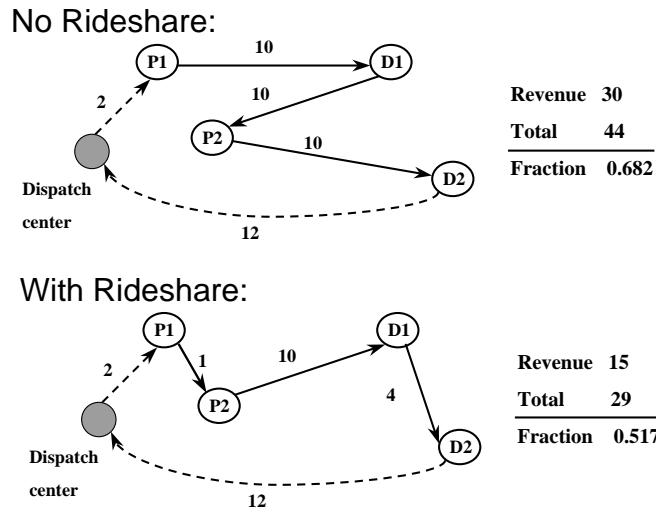 No Rideshare:
10
P1
D1
2
10
Revenue 30
P2
10
Total 44
Fraction 0.682
D2
Dispatch
center
12
With Rideshare:
P1
D1
2
1
10
Revenue 15
P2
4
Total 29
Fraction 0.517
D2
Dispatch
center
12